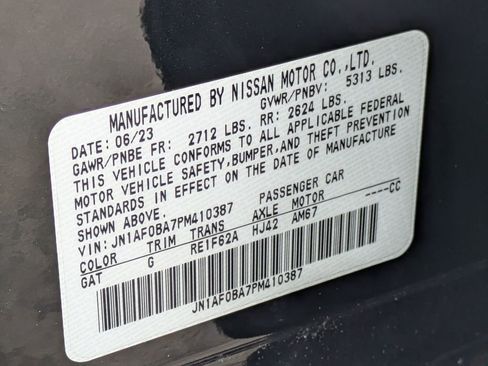 MANUFACTURED BY NISSAN MOTOR CO.,LTD.
DATE: 06/23 GVWR/PNBV: 5313 LBS.
GAWR/PNBE FR: 2712 LBS. RR: 2624 LBS.
THIS VEHICLE CONFORMS TO ALL APPLICABLE FEDERAL
MOTOR VEHICLE SAFETY,BUMPER,AND THEFT PREVENTION
STANDARDS IN EFFECT ON THE DATE OF MANUFACTURE
SHOWN ABOVE.
VIN: JN1AF0BA7PM410387 PASSENGER CAR
COLOR TRIM TRANS AXLE MOTOR ----CC
GAT G RE1F62A HJ42 AM67
JN1AF0BA7PM410387